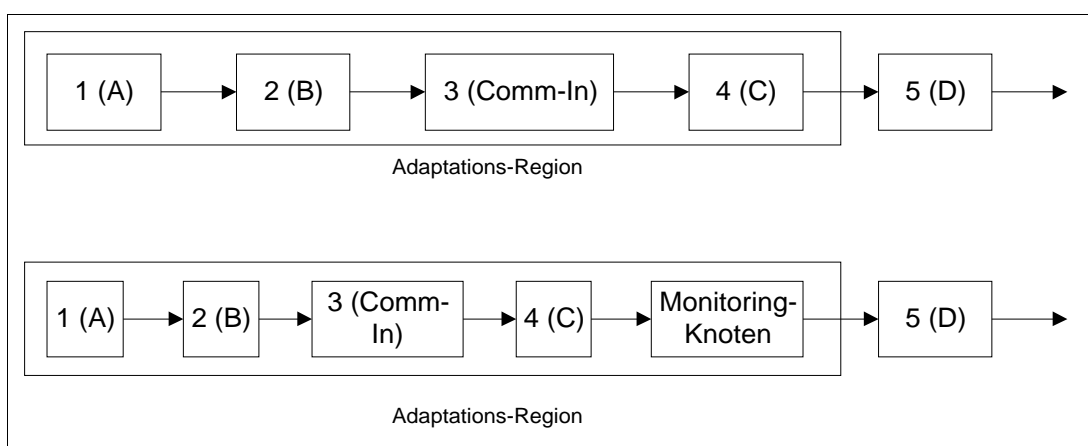 1 (A)
2 (B)
3 (Comm-In)
4 (C)
5 (D)
Adaptations-Region
1 (A)
2 (B)
3 (Comm-
In)
4 (C)
Monitoring-
Knoten
5 (D)
Adaptations-Region